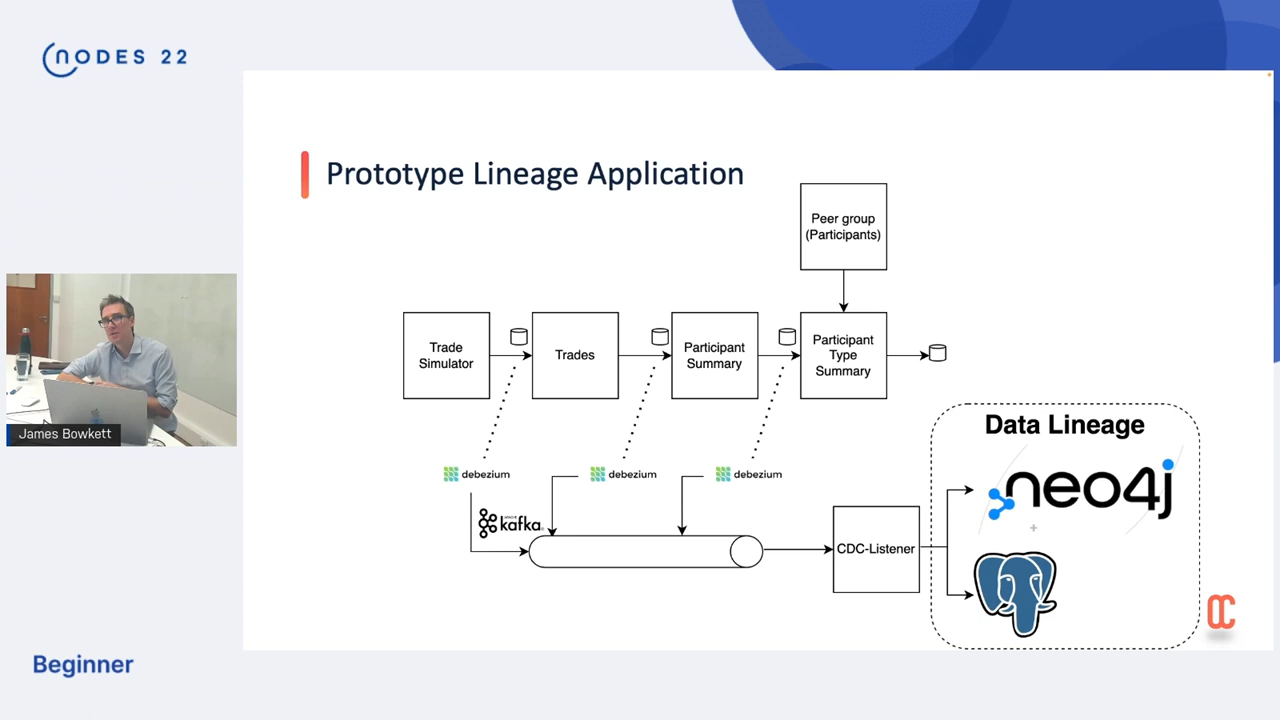 NODES 22
Prototype Lineage Application
Peer group
(Participants)
Trade
Simulator
Trades
Participant
Summary
Participant
Type
Summary
James Bowkett
Data Lineage
debezium
debezium
debezium
neo4j
kafka
CDC-Listener
Beginner